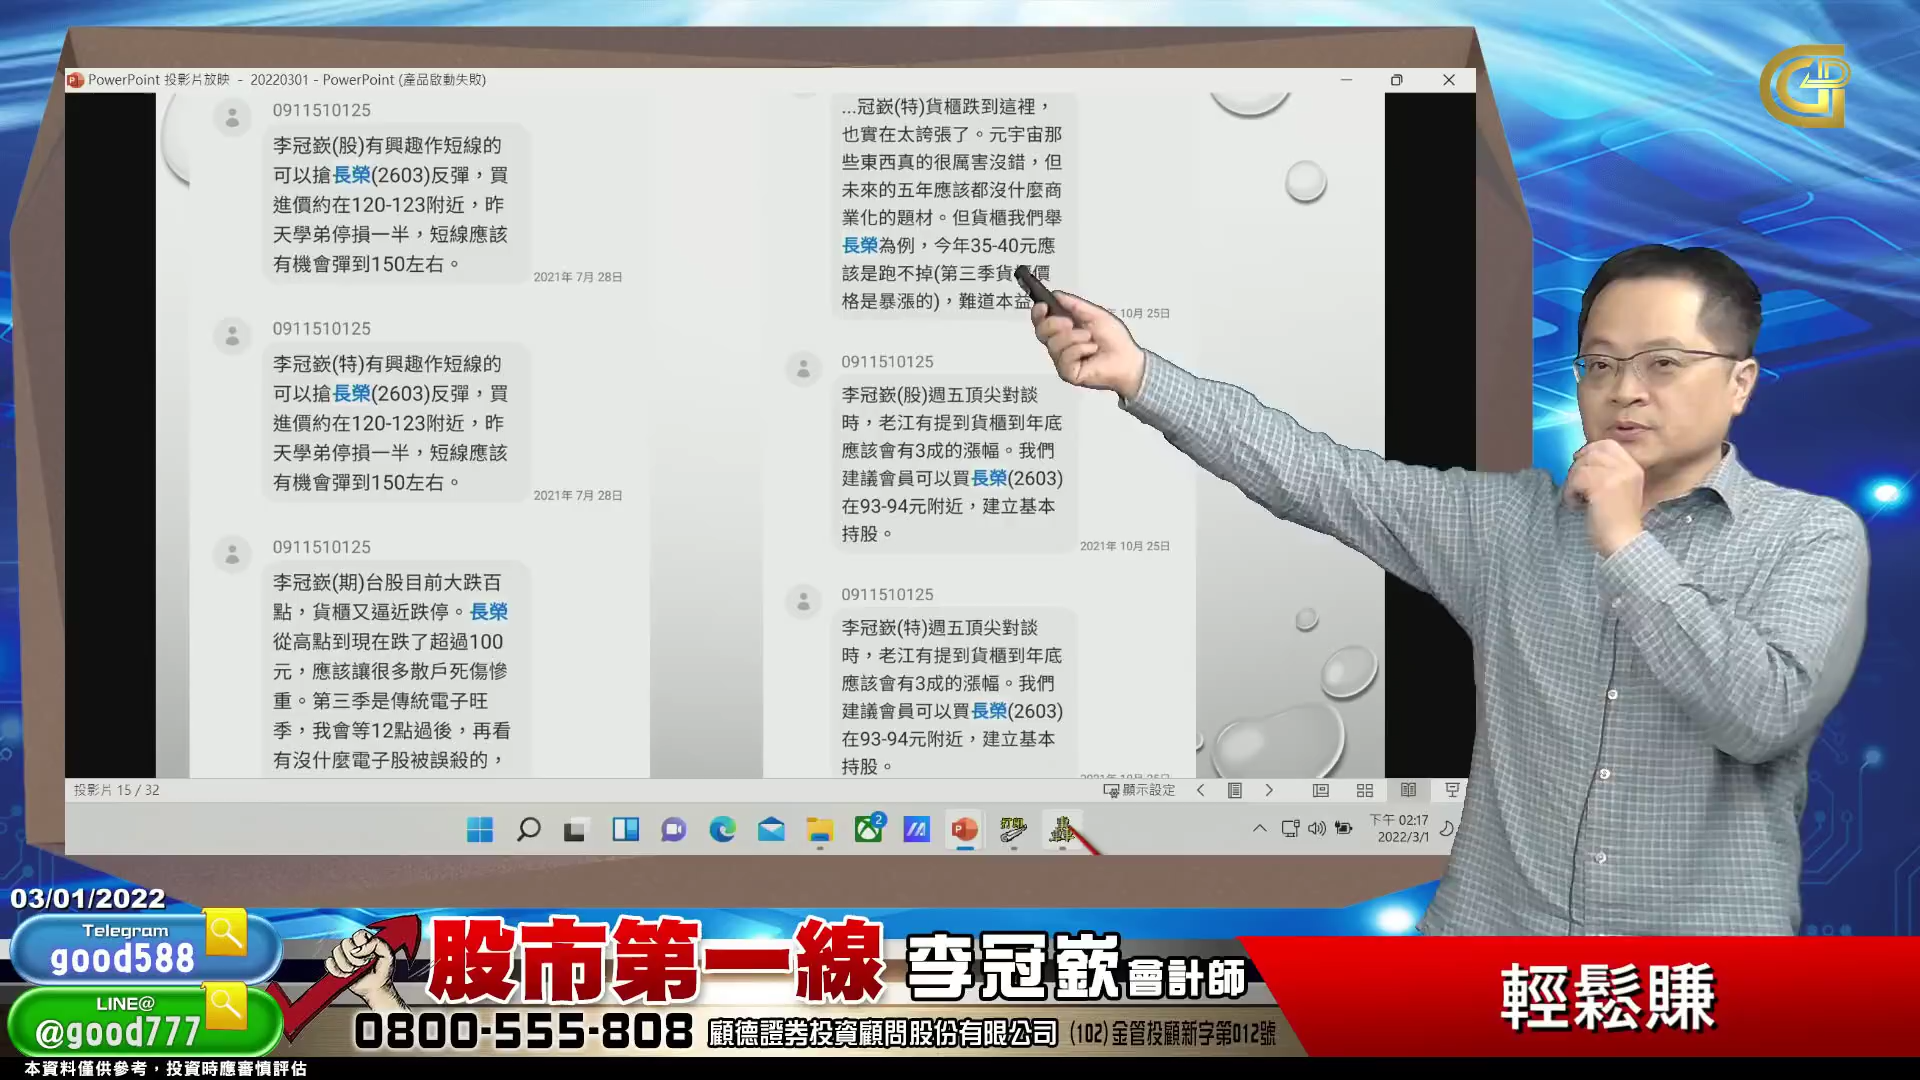 PowerPoint 投影片放映 - 20220301 - PowerPoint (產品啟動失敗)
0911510125
李冠嶔(股)有興趣作短線的
可以搶長榮(2603)反彈，買
進價約在120-123附近，昨
天學弟停損一半，短線應該
有機會彈到150左右。
2021年 7月 28日
0911510125
李冠嶔(特)有興趣作短線的
可以搶長榮(2603)反彈，買
進價約在120-123附近，昨
天學弟停損一半，短線應該
有機會彈到150左右。
2021年 7月 28日
0911510125
李冠嶔(期)台股目前大跌百
點，貨櫃又逼近跌停。長榮
從高點到現在跌了超過100
元，應該讓很多散戶死傷慘
重。第三季是傳統電子旺
季，我會等12點過後，再看
有沒什麼電子股被誤殺的，
...冠嶔(特)貨櫃跌到這裡，
也實在太誇張了。元宇宙那
些東西真的很厲害沒錯，但
未來的五年應該都沒什麼商
業化的題材。但貨櫃我們舉
長榮為例，今年35-40元應
該是跑不掉(第三季貨價
格是暴漲的)，難道本益
10月 25日
0911510125
李冠嶔(股)週五頂尖對談
時，老江有提到貨櫃到年底
應該會有3成的漲幅。我們
建議會員可以買長榮(2603)
在93-94元附近，建立基本
持股。
2021年 10月 25日
0911510125
李冠嶔(特)週五頂尖對談
時，老江有提到貨櫃到年底
應該會有3成的漲幅。我們
建議會員可以買長榮(2603)
在93-94元附近，建立基本
持股。
2021年 10月 25日
投影片 15 / 32
顯示設定
2
下午 02:17
2022/3/1
03/01/2022
Telegram
good588
LINE@
@good777
股市第一線 李冠嶔會計師
0800-555-808 顧德證券投資顧問股份有限公司 (102)金管投顧新字第012號
輕鬆賺
本資料僅供參考，投資時應審慎評估